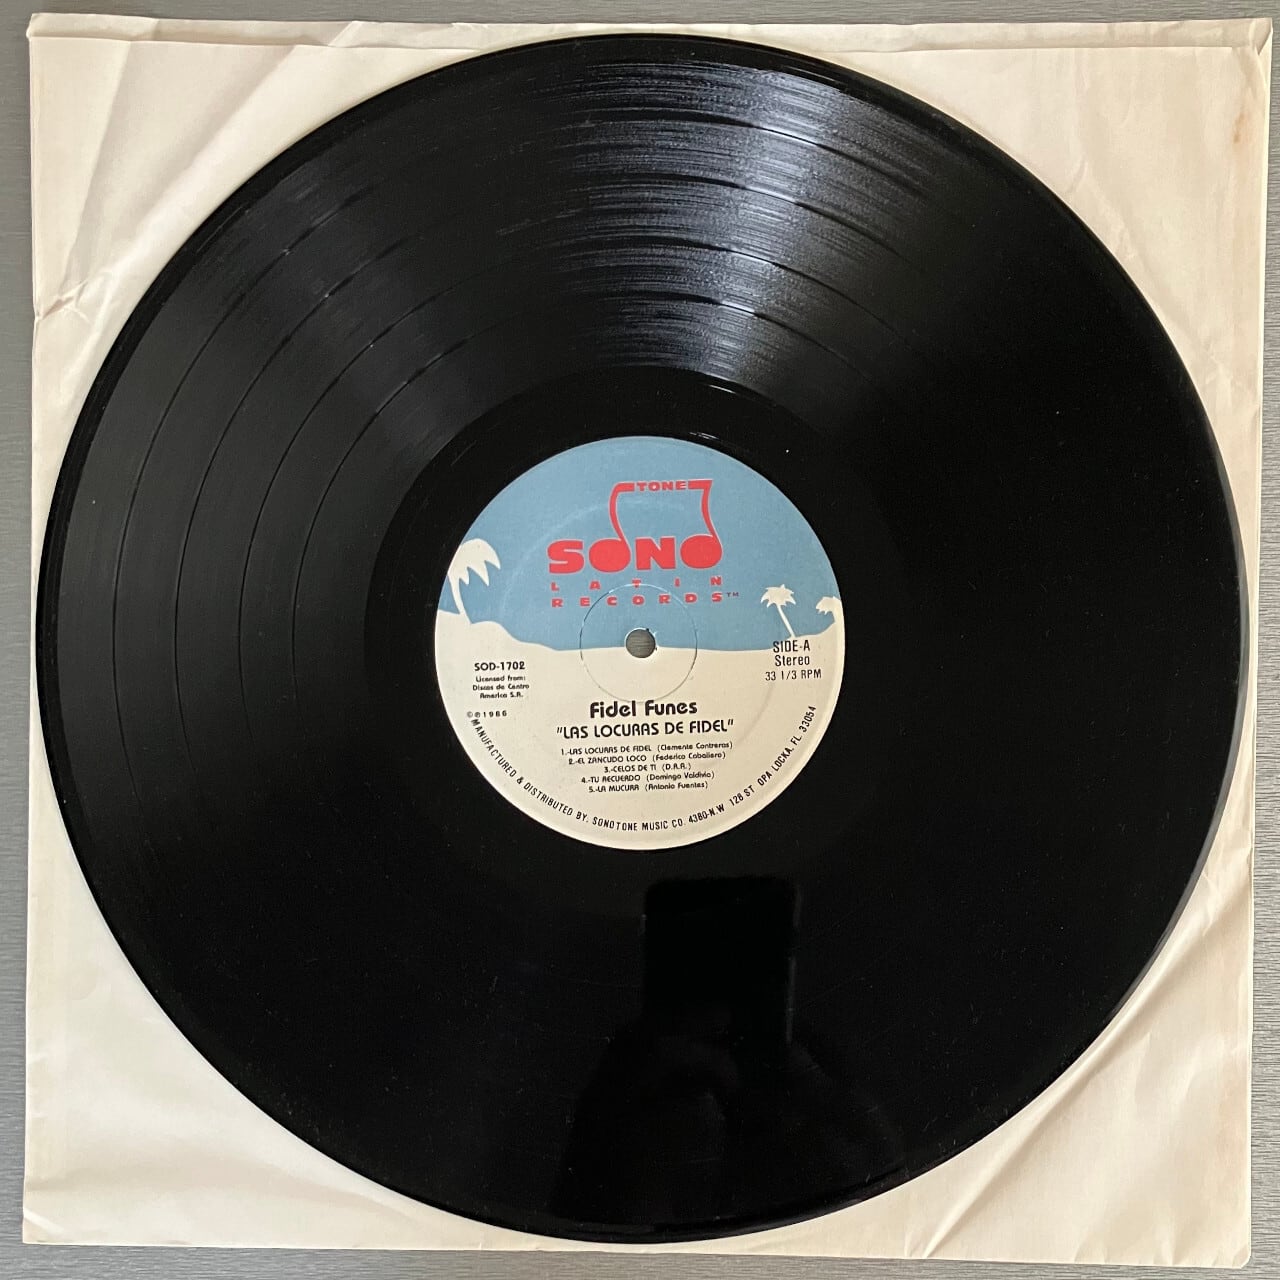 TONE
SONO
LATIN
RECORDS™
SIDE-A
Stereo
33 1/3 RPM
SOD-1702
Licensed from:
Discos de Centro
America S.A.
©℗1986
Fidel Funes
"LAS LOCURAS DE FIDEL"
1.-LAS LOCURAS DE FIDEL (Clemente Contreras)
2.-EL ZANCUDO LOCO (Federico Caballero)
3.-CELOS DE TI (D.R.A.)
4.-TU RECUERDO (Domingo Valdivia)
5.-LA MUCURA (Antonio Fuentes)
MANUFACTURED & DISTRIBUTED BY: SONOTONE MUSIC CO. 4380-N.W 128 ST OPA LOCKA, FL 33054